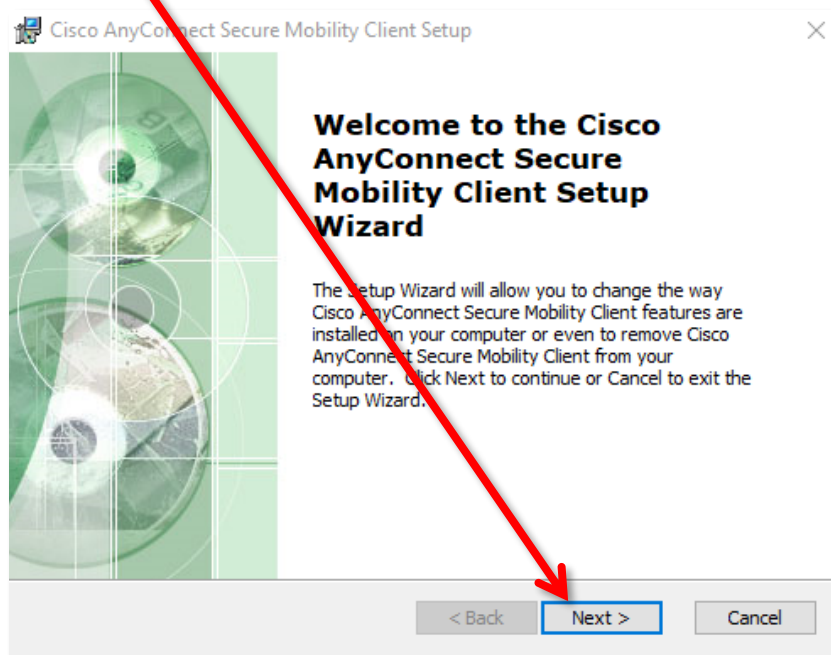 Cisco AnyConnect Secure Mobility Client Setup
Welcome to the Cisco
AnyConnect Secure
Mobility Client Setup
Wizard
The Setup Wizard will allow you to change the way
Cisco AnyConnect Secure Mobility Client features are
installed on your computer or even to remove Cisco
AnyConnect Secure Mobility Client from your
computer.  Click Next to continue or Cancel to exit the
Setup Wizard.
< Back
Next >
Cancel